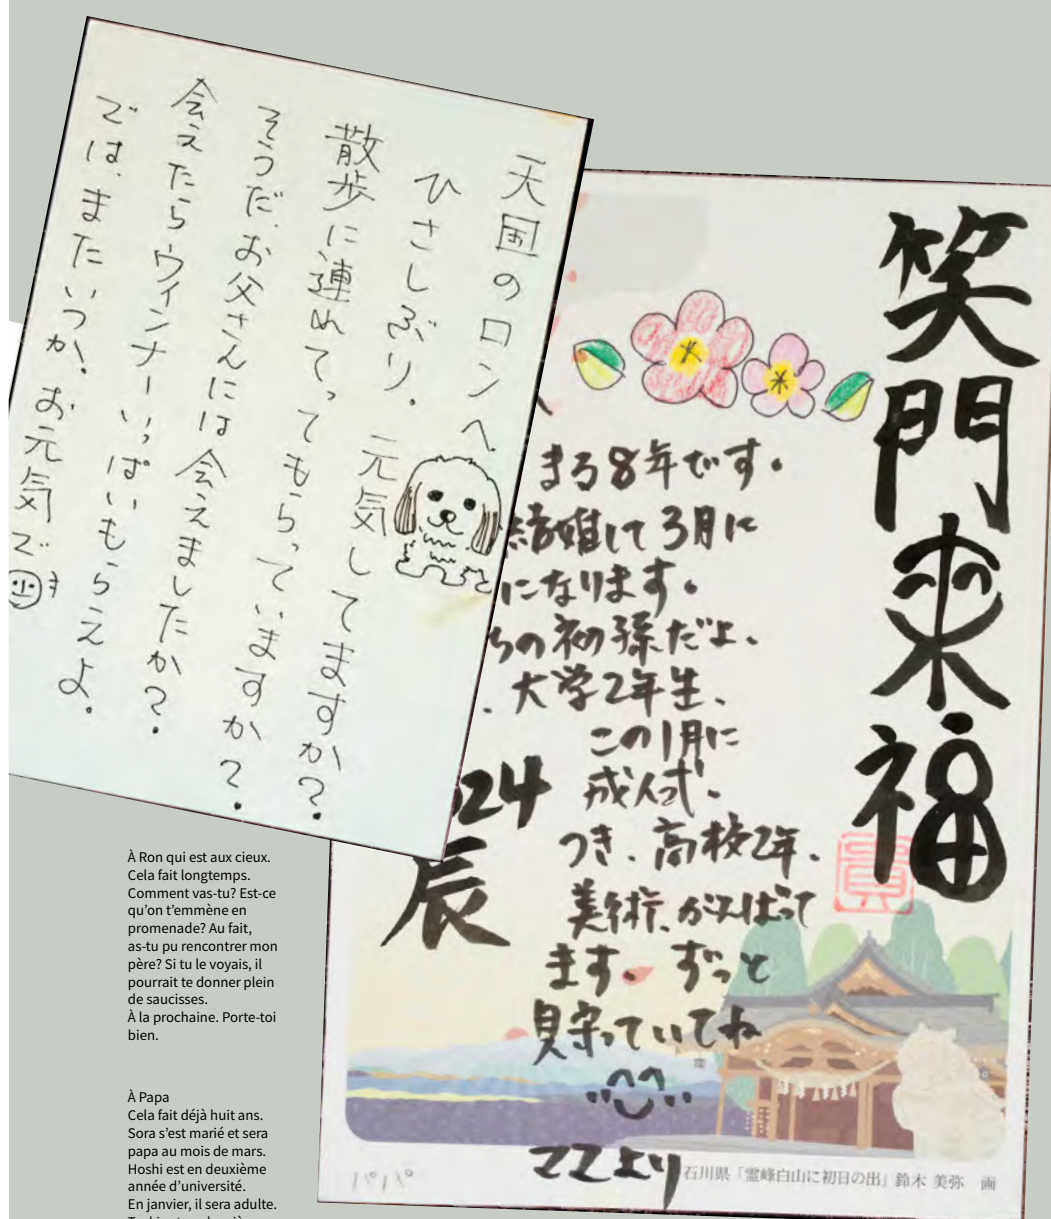 天国のロンへ。
ひさしぶり。元気してますか?
散歩に連れてってもらっていますか?
そうだ、お父さんには会えましたか?
会えたらウィンナーいっぱいもらえよ。
では、またいつか、お元気で
笑門来福
まる8年です。
結婚して3月に
になります。
ちの初孫だよ、
大学2年生、
この1月に
成人式、
つき、高校2年、
美術、がんばって
ます。ずっと
見守っていてね
ママより
24
辰
パパ
石川県「霊峰白山に初日の出」鈴木 美弥 画
À Ron qui est aux cieux.
Cela fait longtemps.
Comment vas-tu? Est-ce
qu'on t'emmène en
promenade? Au fait,
as-tu pu rencontrer mon
père? Si tu le voyais, il
pourrait te donner plein
de saucisses.
À la prochaine. Porte-toi
bien.
À Papa
Cela fait déjà huit ans.
Sora s'est marié et sera
papa au mois de mars.
Hoshi est en deuxième
année d'université.
En janvier, il sera adulte.